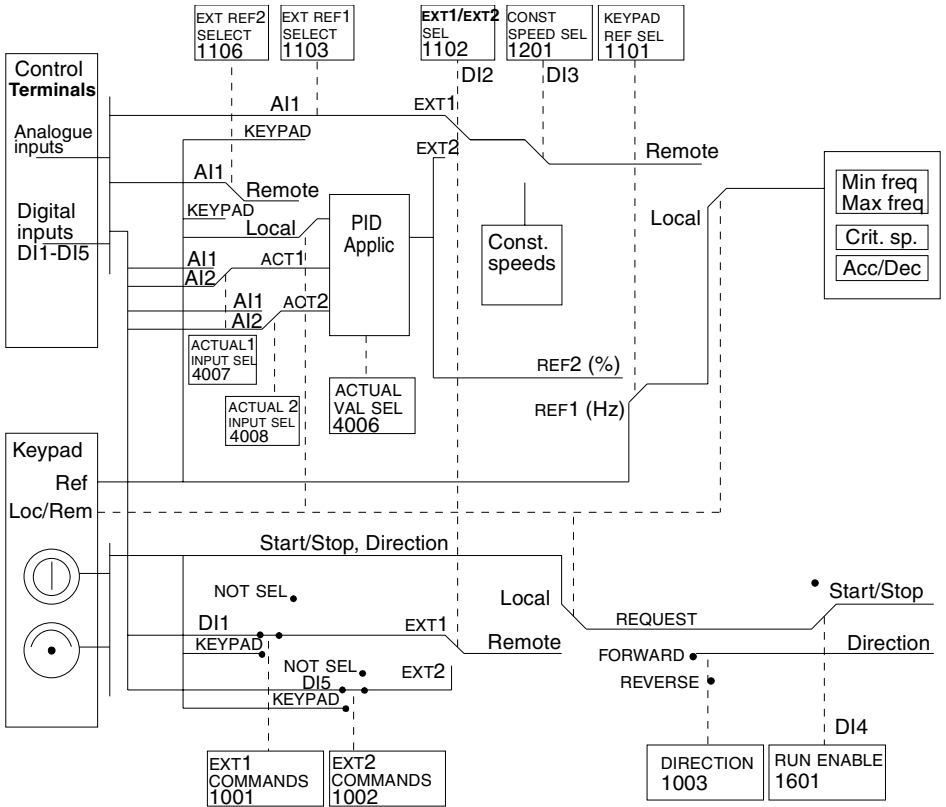 EXT REF2
SELECT
1106
EXT REF1
SELECT
1103
EXT1/EXT2
SEL
1102
CONST
SPEED SEL
1201
KEYPAD
REF SEL
1101
DI2
DI3
Control
Terminals
Analogue
inputs
Digital
inputs
DI1-DI5
AI1
EXT1
KEYPAD
EXT2
Remote
AI1
Remote
KEYPAD
Local
PID
Applic
Const.
speeds
Local
Min freq
Max freq
Crit. sp.
Acc/Dec
AI1
AI2
ACT1
AI1
AI2
ACT2
ACTUAL1
INPUT SEL
4007
ACTUAL 2
INPUT SEL
4008
ACTUAL
VAL SEL
4006
REF2 (%)
REF1 (Hz)
Keypad
Ref
Loc/Rem
Start/Stop, Direction
NOT SEL
Local
Start/Stop
DI1
EXT1
REQUEST
KEYPAD
Remote
Direction
NOT SEL
EXT2
FORWARD
DI5
REVERSE
KEYPAD
DI4
EXT1
COMMANDS
1001
EXT2
COMMANDS
1002
DIRECTION
1003
RUN ENABLE
1601